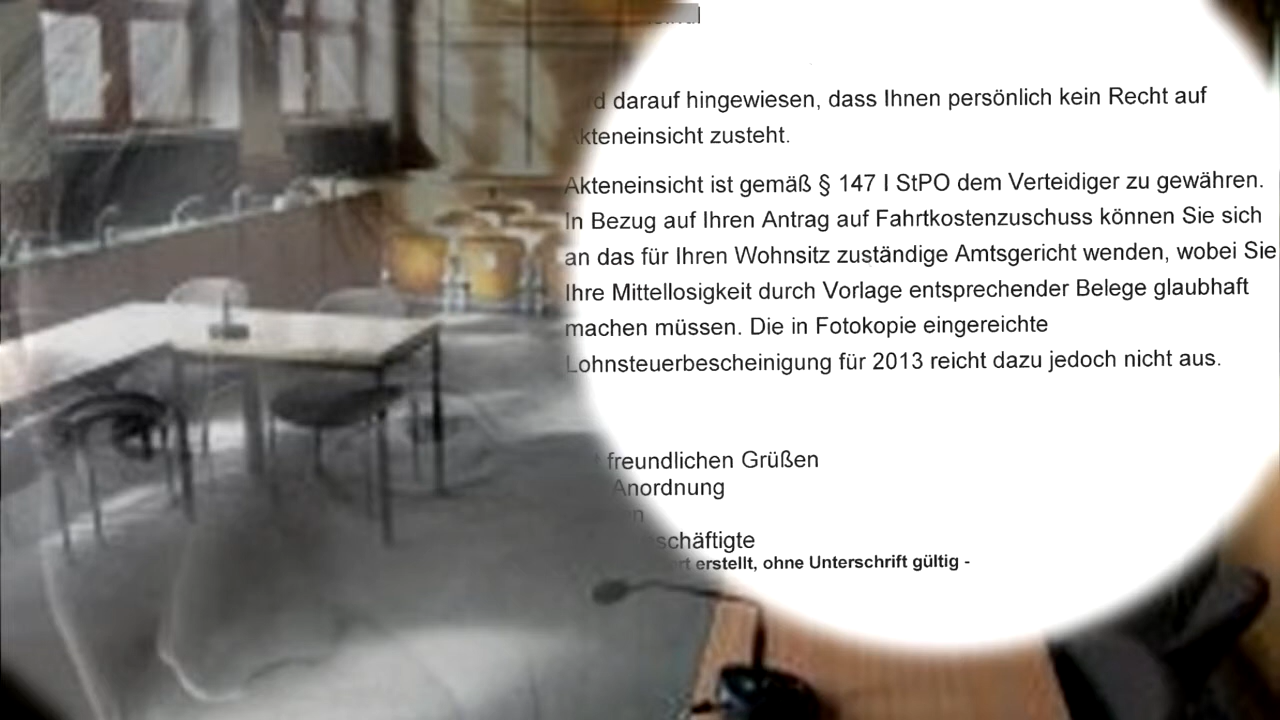 darauf hingewiesen, dass Ihnen persönlich kein Recht auf
Akteneinsicht zusteht.
Akteneinsicht ist gemäß § 147 I StPO dem Verteidiger zu gewähren.
In Bezug auf Ihren Antrag auf Fahrtkostenzuschuss können Sie sich
an das für Ihren Wohnsitz zuständige Amtsgericht wenden, wobei Sie
Ihre Mittellosigkeit durch Vorlage entsprechender Belege glaubhaft
machen müssen. Die in Fotokopie eingereichte
Lohnsteuerbescheinigung für 2013 reicht dazu jedoch nicht aus.
freundlichen Grüßen
Anordnung
schäftigte
erstellt, ohne Unterschrift gültig -